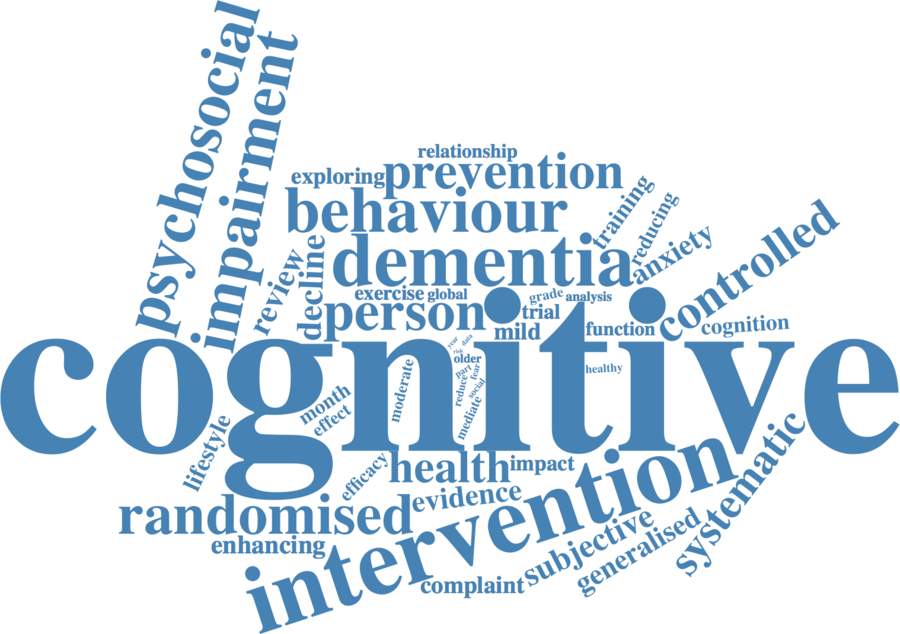 psychosocial
impairment
relationship
exploring
prevention
behaviour
training
reducing
anxiety
controlled
dementia
review
decline
exercise
global
grade
analysis
person
trial
mild
function
cognition
cognitive
year
data
risk
older
part
fear
reduce
social
mediate
moderate
healthy
month
effect
lifestyle
efficacy
health
impact
intervention
systematic
randomised
evidence
enhancing
complaint
subjective
generalised